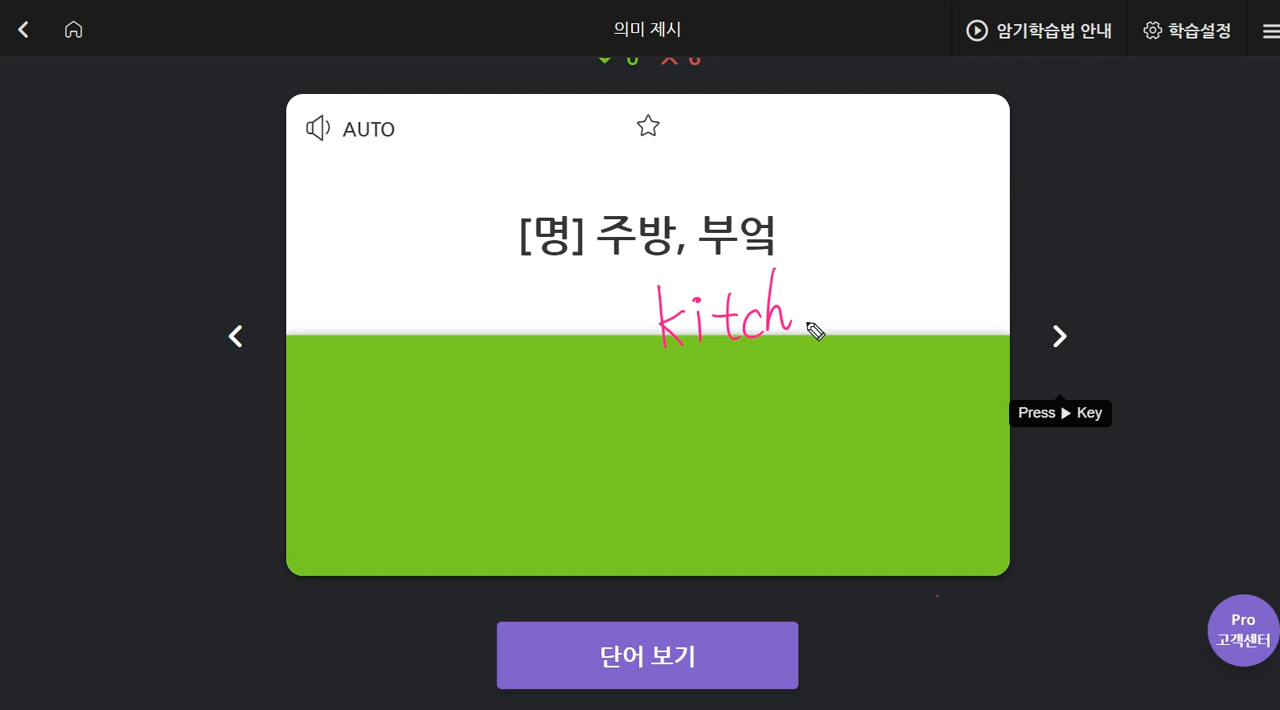 의미 제시
암기학습법 안내
학습설정
AUTO
[명] 주방, 부엌
kitch
Press ▶ Key
Pro
고객센터
단어 보기